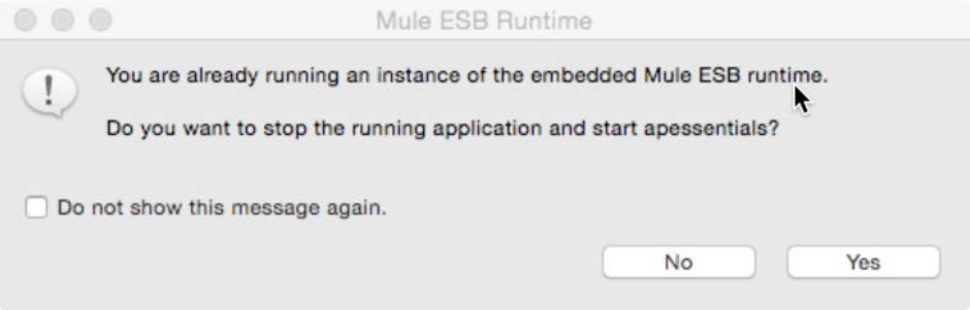 Mule ESB Runtime
You are already running an instance of the embedded Mule ESB runtime.
Do you want to stop the running application and start apessentials?
Do not show this message again.
No Yes